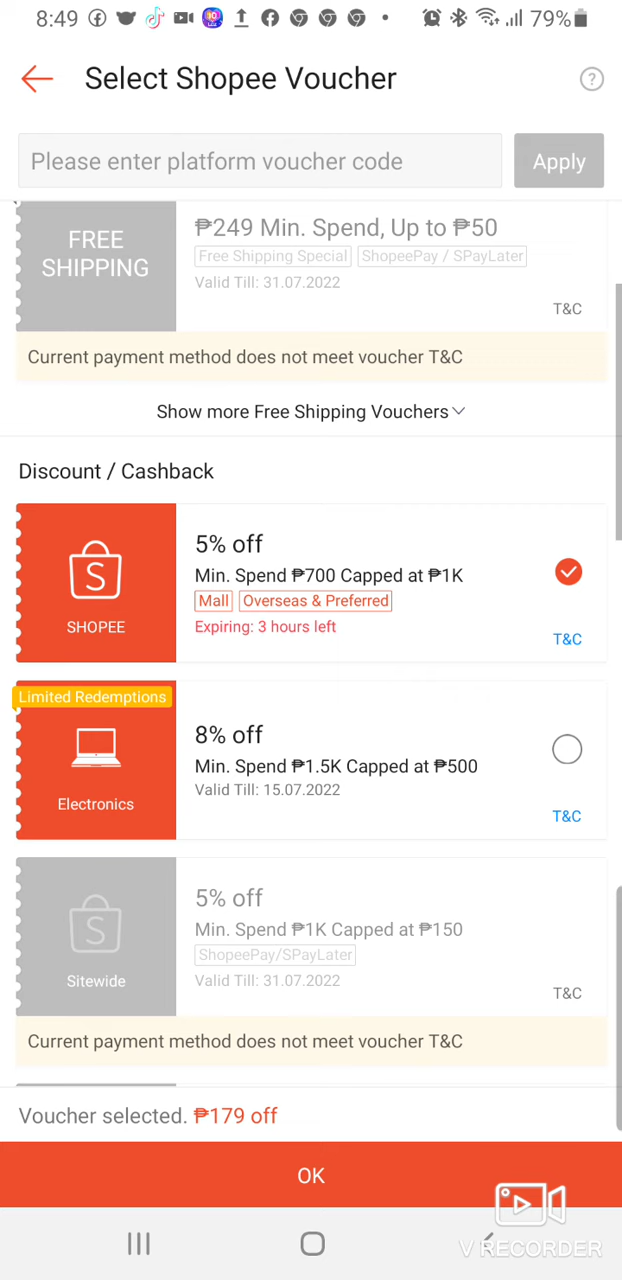 8:49
79%
Select Shopee Voucher
?
Please enter platform voucher code
Apply
FREE
SHIPPING
₱249 Min. Spend, Up to ₱50
Free Shipping Special ShopeePay / SPayLater
Valid Till: 31.07.2022
T&C
Current payment method does not meet voucher T&C
Show more Free Shipping Vouchers
Discount / Cashback
S
SHOPEE
5% off
Min. Spend ₱700 Capped at ₱1K
Mall Overseas & Preferred
Expiring: 3 hours left
T&C
Limited Redemptions
Electronics
8% off
Min. Spend ₱1.5K Capped at ₱500
Valid Till: 15.07.2022
T&C
S
Sitewide
5% off
Min. Spend ₱1K Capped at ₱150
ShopeePay/SPayLater
Valid Till: 31.07.2022
T&C
Current payment method does not meet voucher T&C
Voucher selected. ₱179 off
OK
V RECORDER